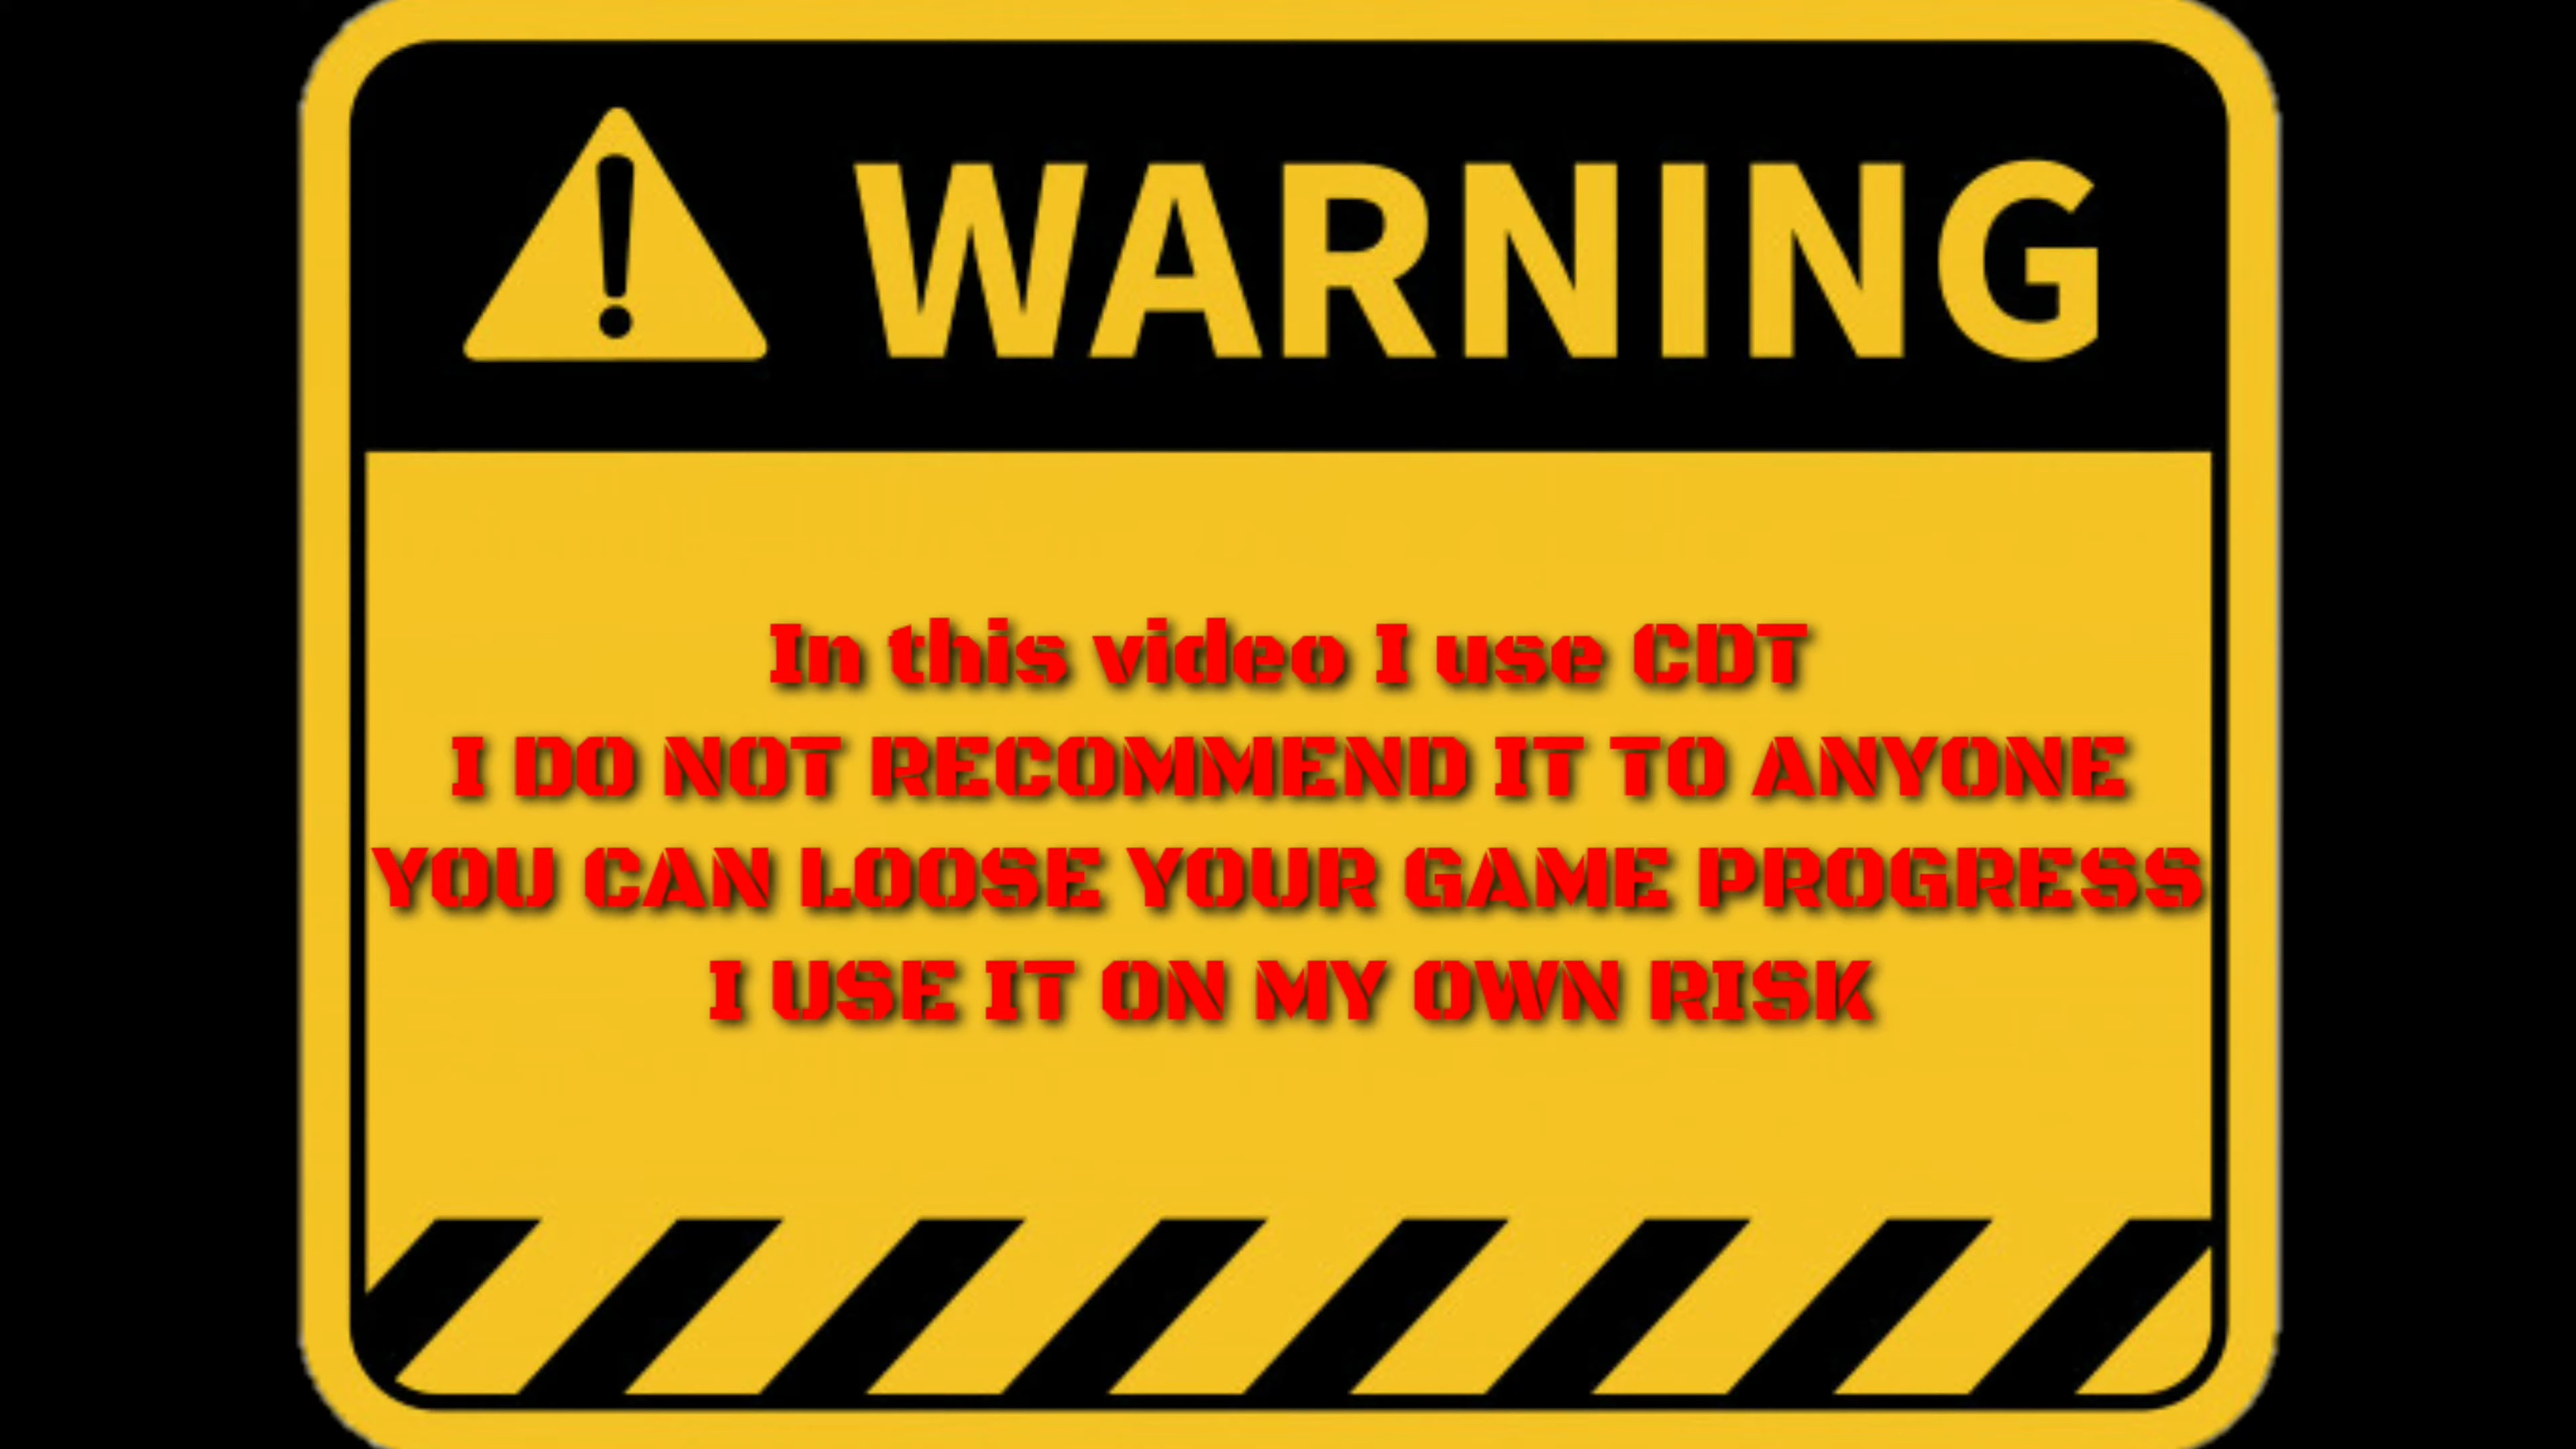 WARNING
In this video I use CDT
I DO NOT RECOMMEND IT TO ANYONE
YOU CAN LOOSE YOUR GAME PROGRESS
I USE IT ON MY OWN RISK